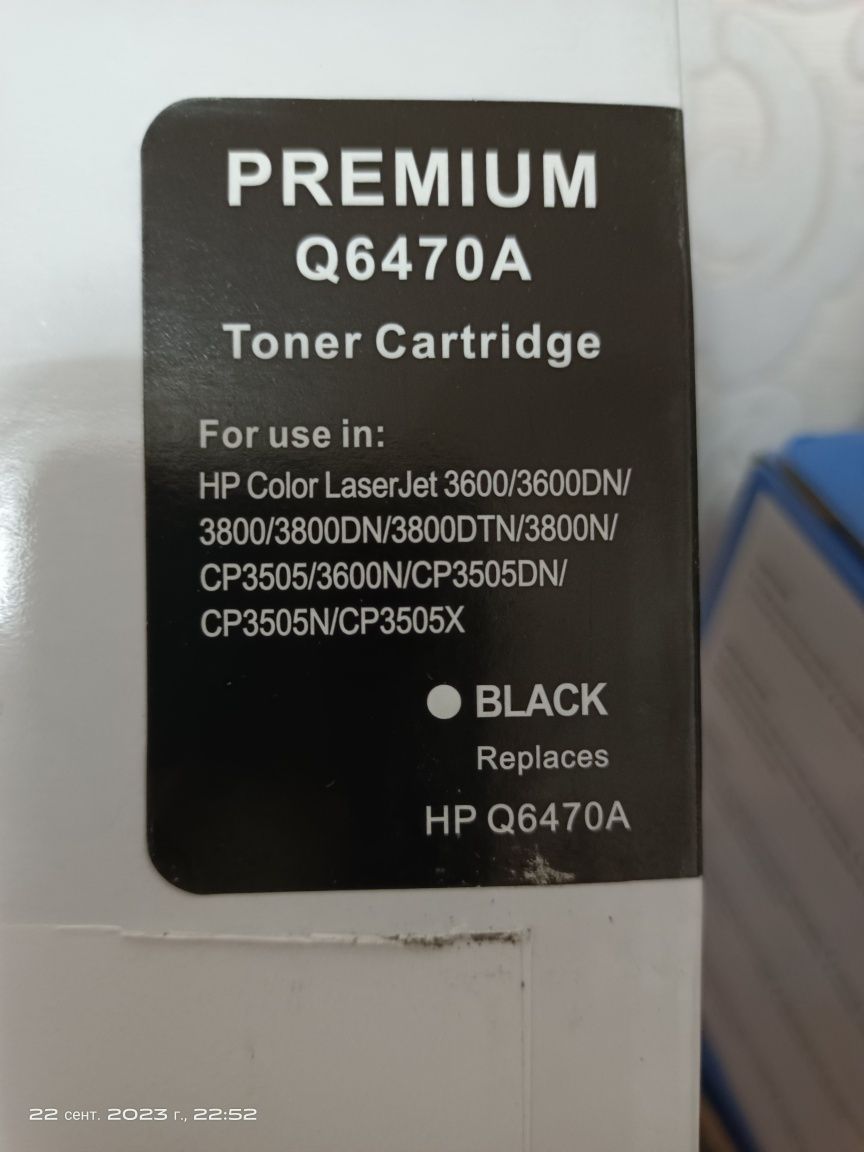 PREMIUM
Q6470A
Toner Cartridge
For use in:
HP Color LaserJet 3600/3600DN/
3800/3800DN/3800DTN/3800N/
CP3505/3600N/CP3505DN/
CP3505N/CP3505X
BLACK
Replaces
HP Q6470A
22 сент. 2023 г., 22:52